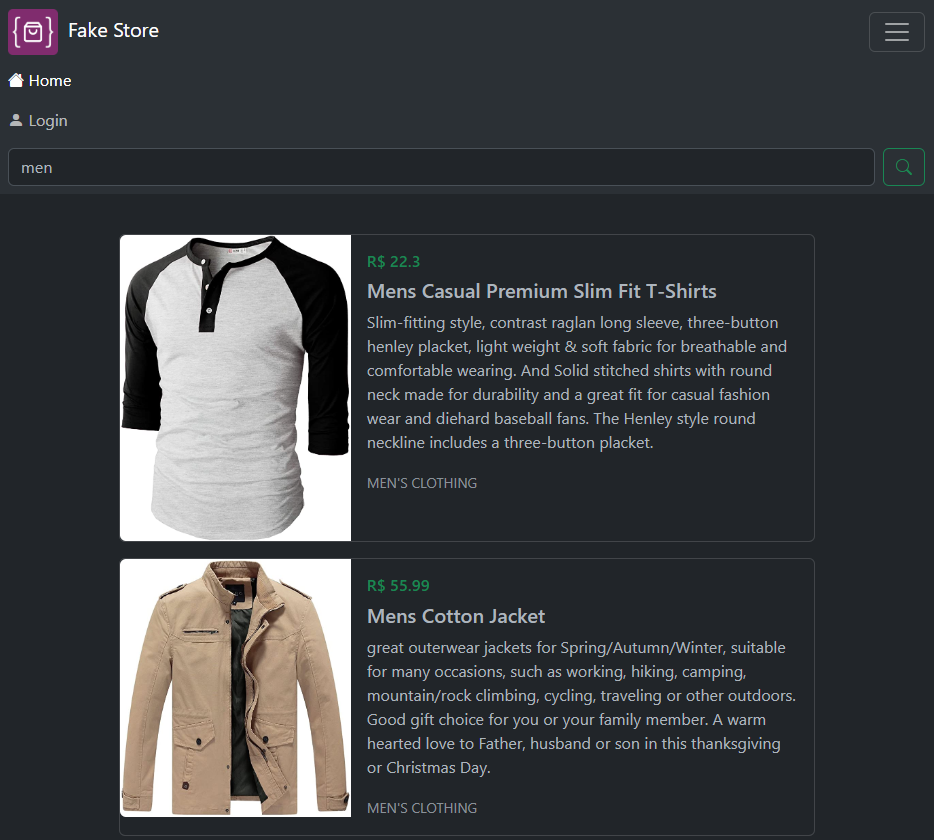 Fake Store
Home
Login
men
R$ 22.3
Mens Casual Premium Slim Fit T-Shirts
Slim-fitting style, contrast raglan long sleeve, three-button
henley placket, light weight & soft fabric for breathable and
comfortable wearing. And Solid stitched shirts with round
neck made for durability and a great fit for casual fashion
wear and diehard baseball fans. The Henley style round
neckline includes a three-button placket.
MEN'S CLOTHING
R$ 55.99
Mens Cotton Jacket
great outerwear jackets for Spring/Autumn/Winter, suitable
for many occasions, such as working, hiking, camping,
mountain/rock climbing, cycling, traveling or other outdoors.
Good gift choice for you or your family member. A warm
hearted love to Father, husband or son in this thanksgiving
or Christmas Day.
MEN'S CLOTHING